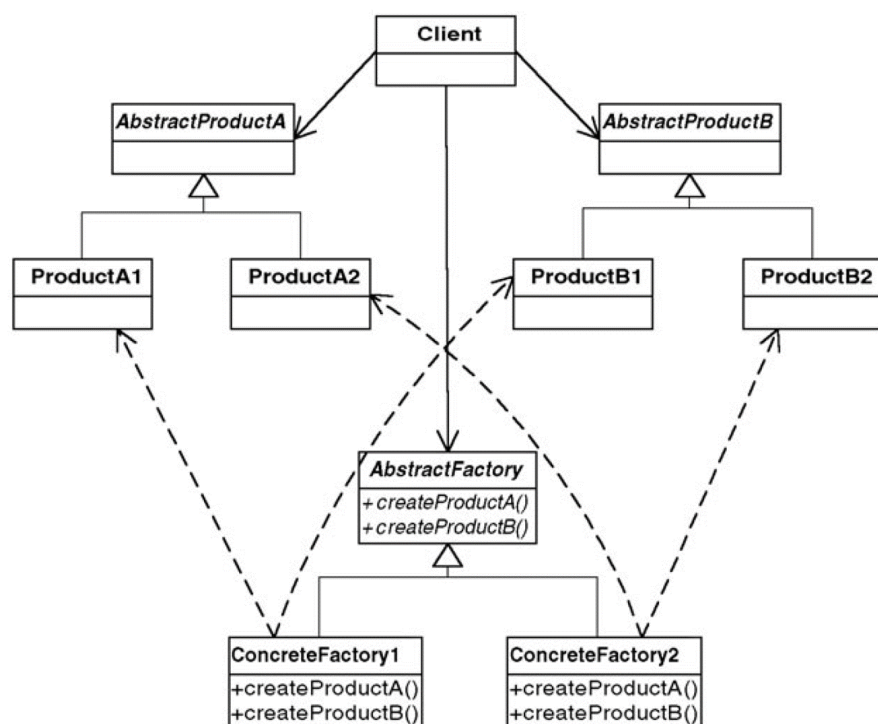 Client
AbstractProductA
AbstractProductB
ProductA1
ProductA2
ProductB1
ProductB2
AbstractFactory
+createProductA()
+createProductB()
ConcreteFactory1
+createProductA()
+createProductB()
ConcreteFactory2
+createProductA()
+createProductB()